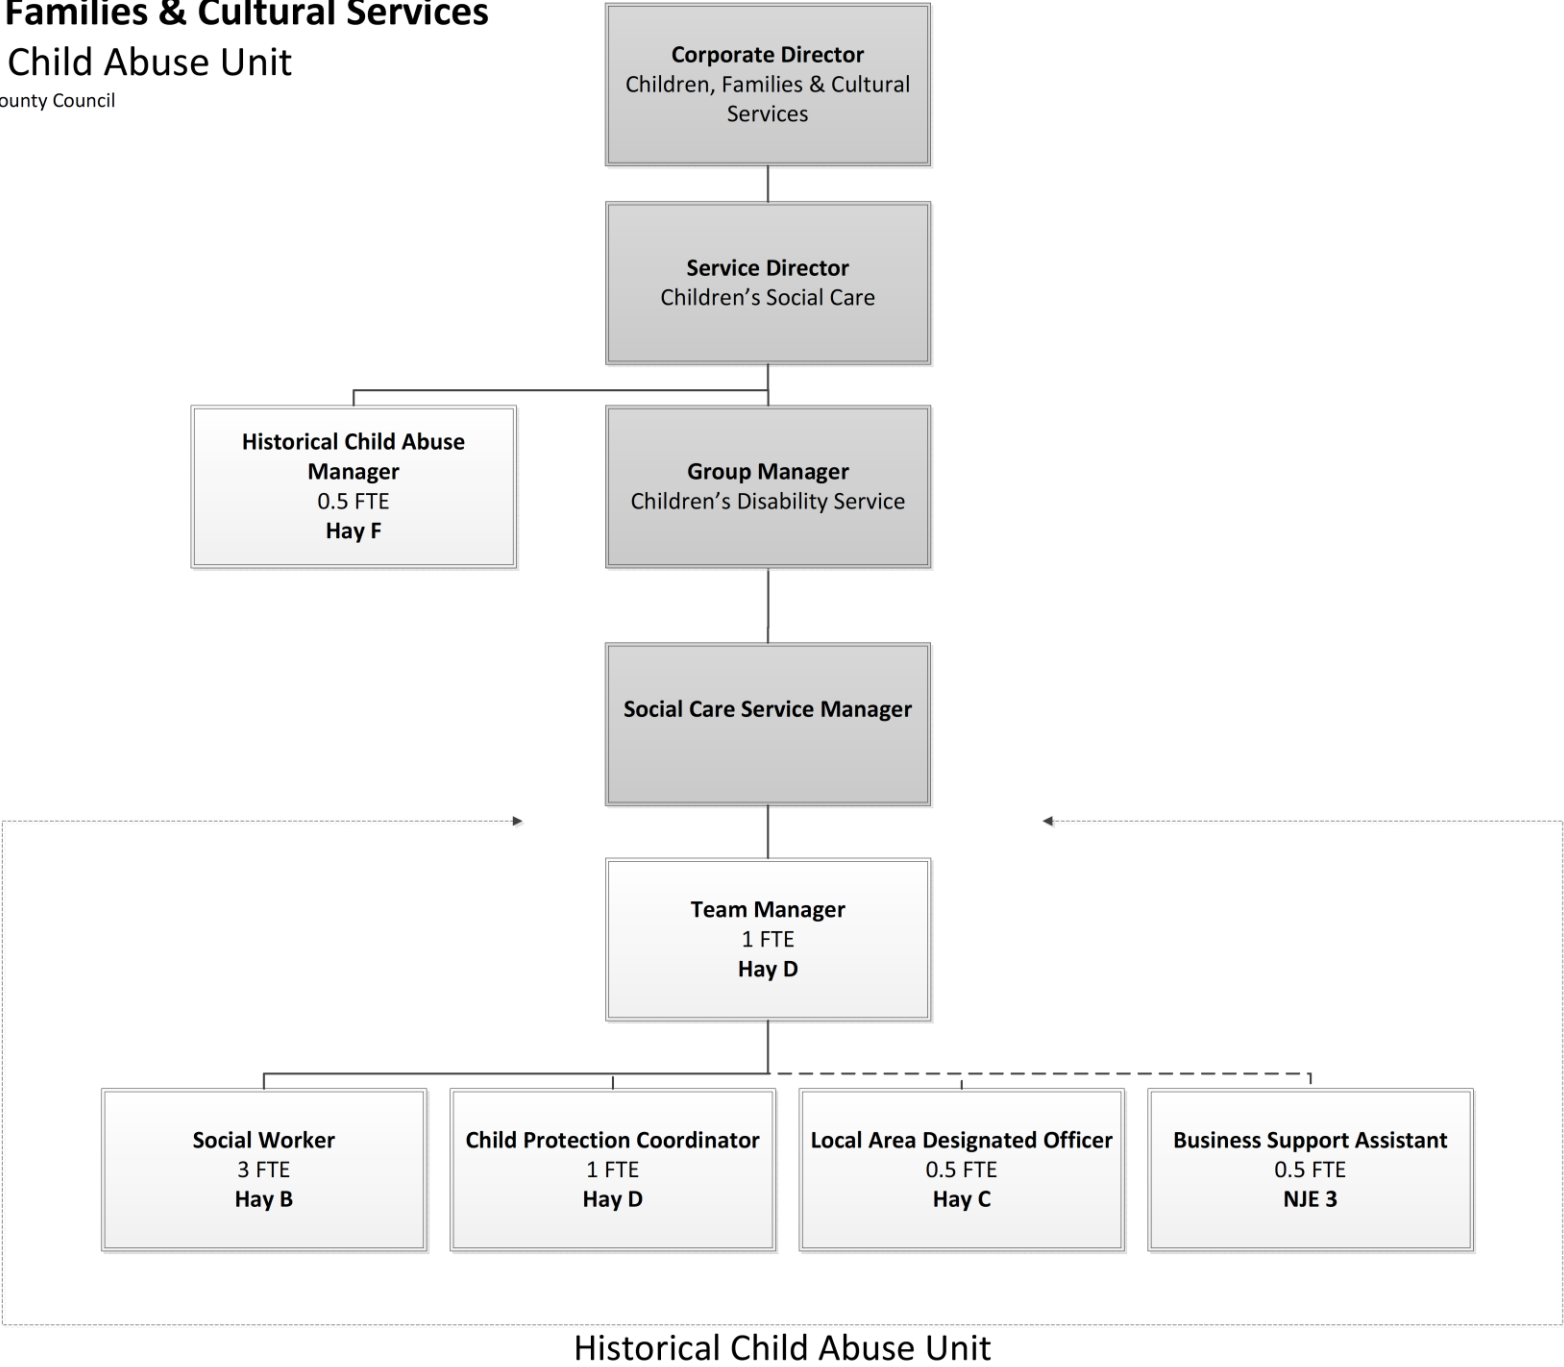 Families & Cultural Services
Child Abuse Unit
ounty Council
Corporate Director
Children, Families & Cultural
Services
Service Director
Children’s Social Care
Historical Child Abuse
Manager
0.5 FTE
Hay F
Group Manager
Children’s Disability Service
Social Care Service Manager
Team Manager
1 FTE
Hay D
Social Worker
3 FTE
Hay B
Child Protection Coordinator
1 FTE
Hay D
Local Area Designated Officer
0.5 FTE
Hay C
Business Support Assistant
0.5 FTE
NJE 3
Historical Child Abuse Unit